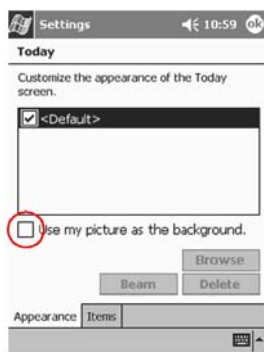 Settings 10:59 ok
Today
Customize the appearance of the Today
screen.
<Default>
Use my picture as the background.
Browse
Beam Delete
Appearance Items